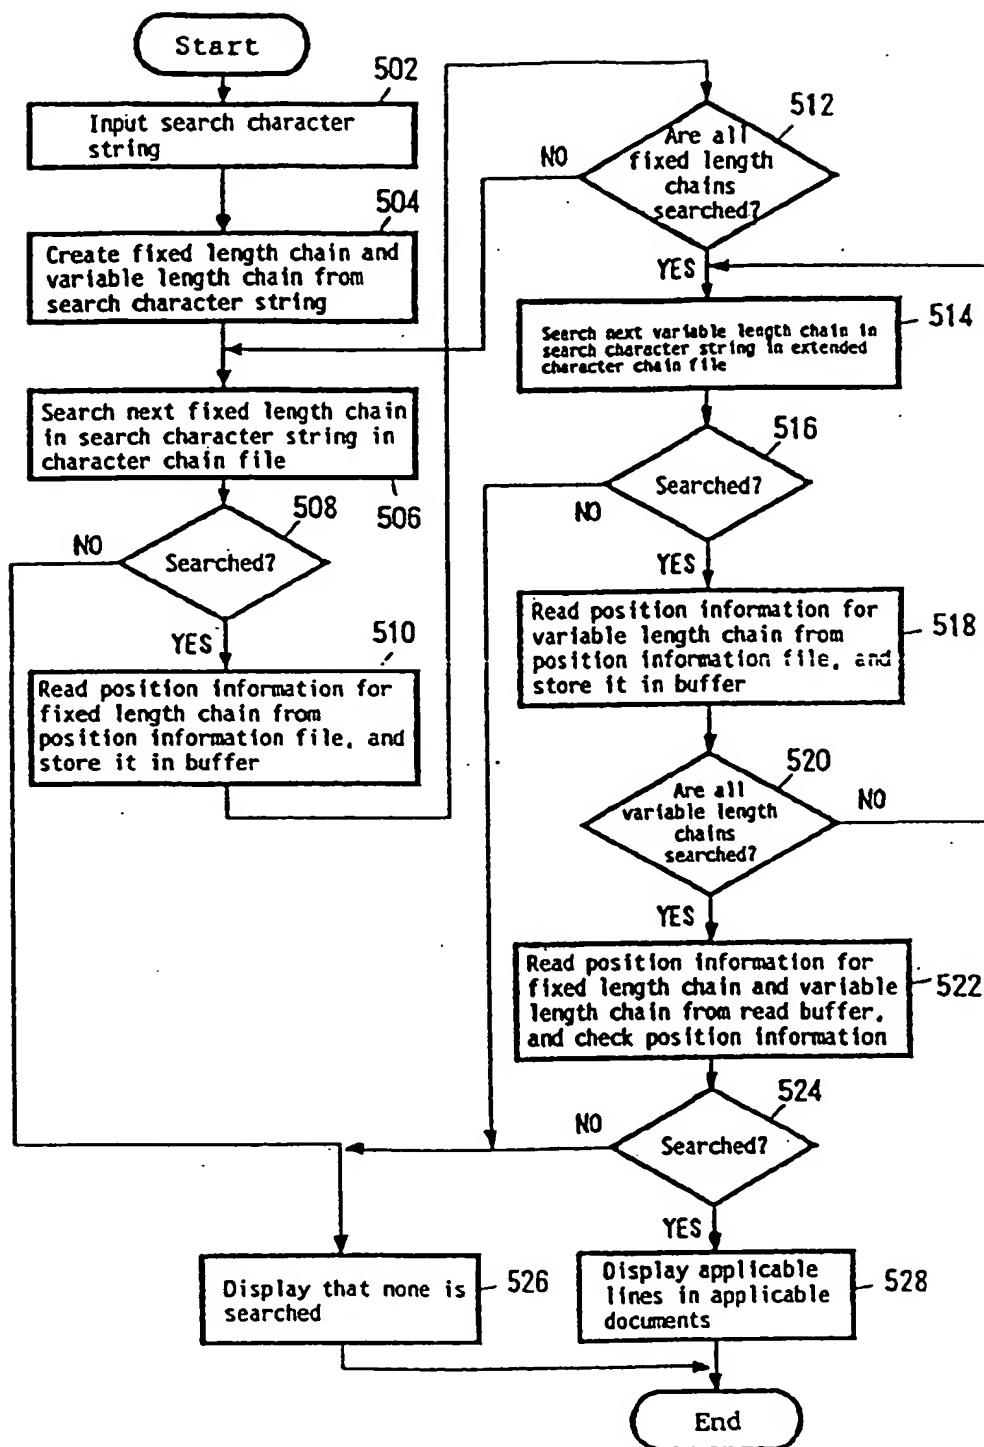 Start
502
Input search character
string
504
Create fixed length chain and
variable length chain from
search character string
Search next fixed length chain
in search character string in
character chain file
506
508
NO
Searched?
YES
510
Read position information for
fixed length chain from
position information file, and
store it in buffer
512
NO
Are all
fixed length
chains
searched?
YES
514
Search next variable length chain in
search character string in extended
character chain file
516
Searched?
NO
YES
Read position information for
variable length chain from
position information file, and
store it in buffer
518
520
Are all
variable length
chains
searched?
NO
YES
Read position information for
fixed length chain and variable
length chain from read buffer,
and check position information
522
524
NO
Searched?
YES
Display that none is
searched
526
Display applicable
lines in applicable
documents
528
End